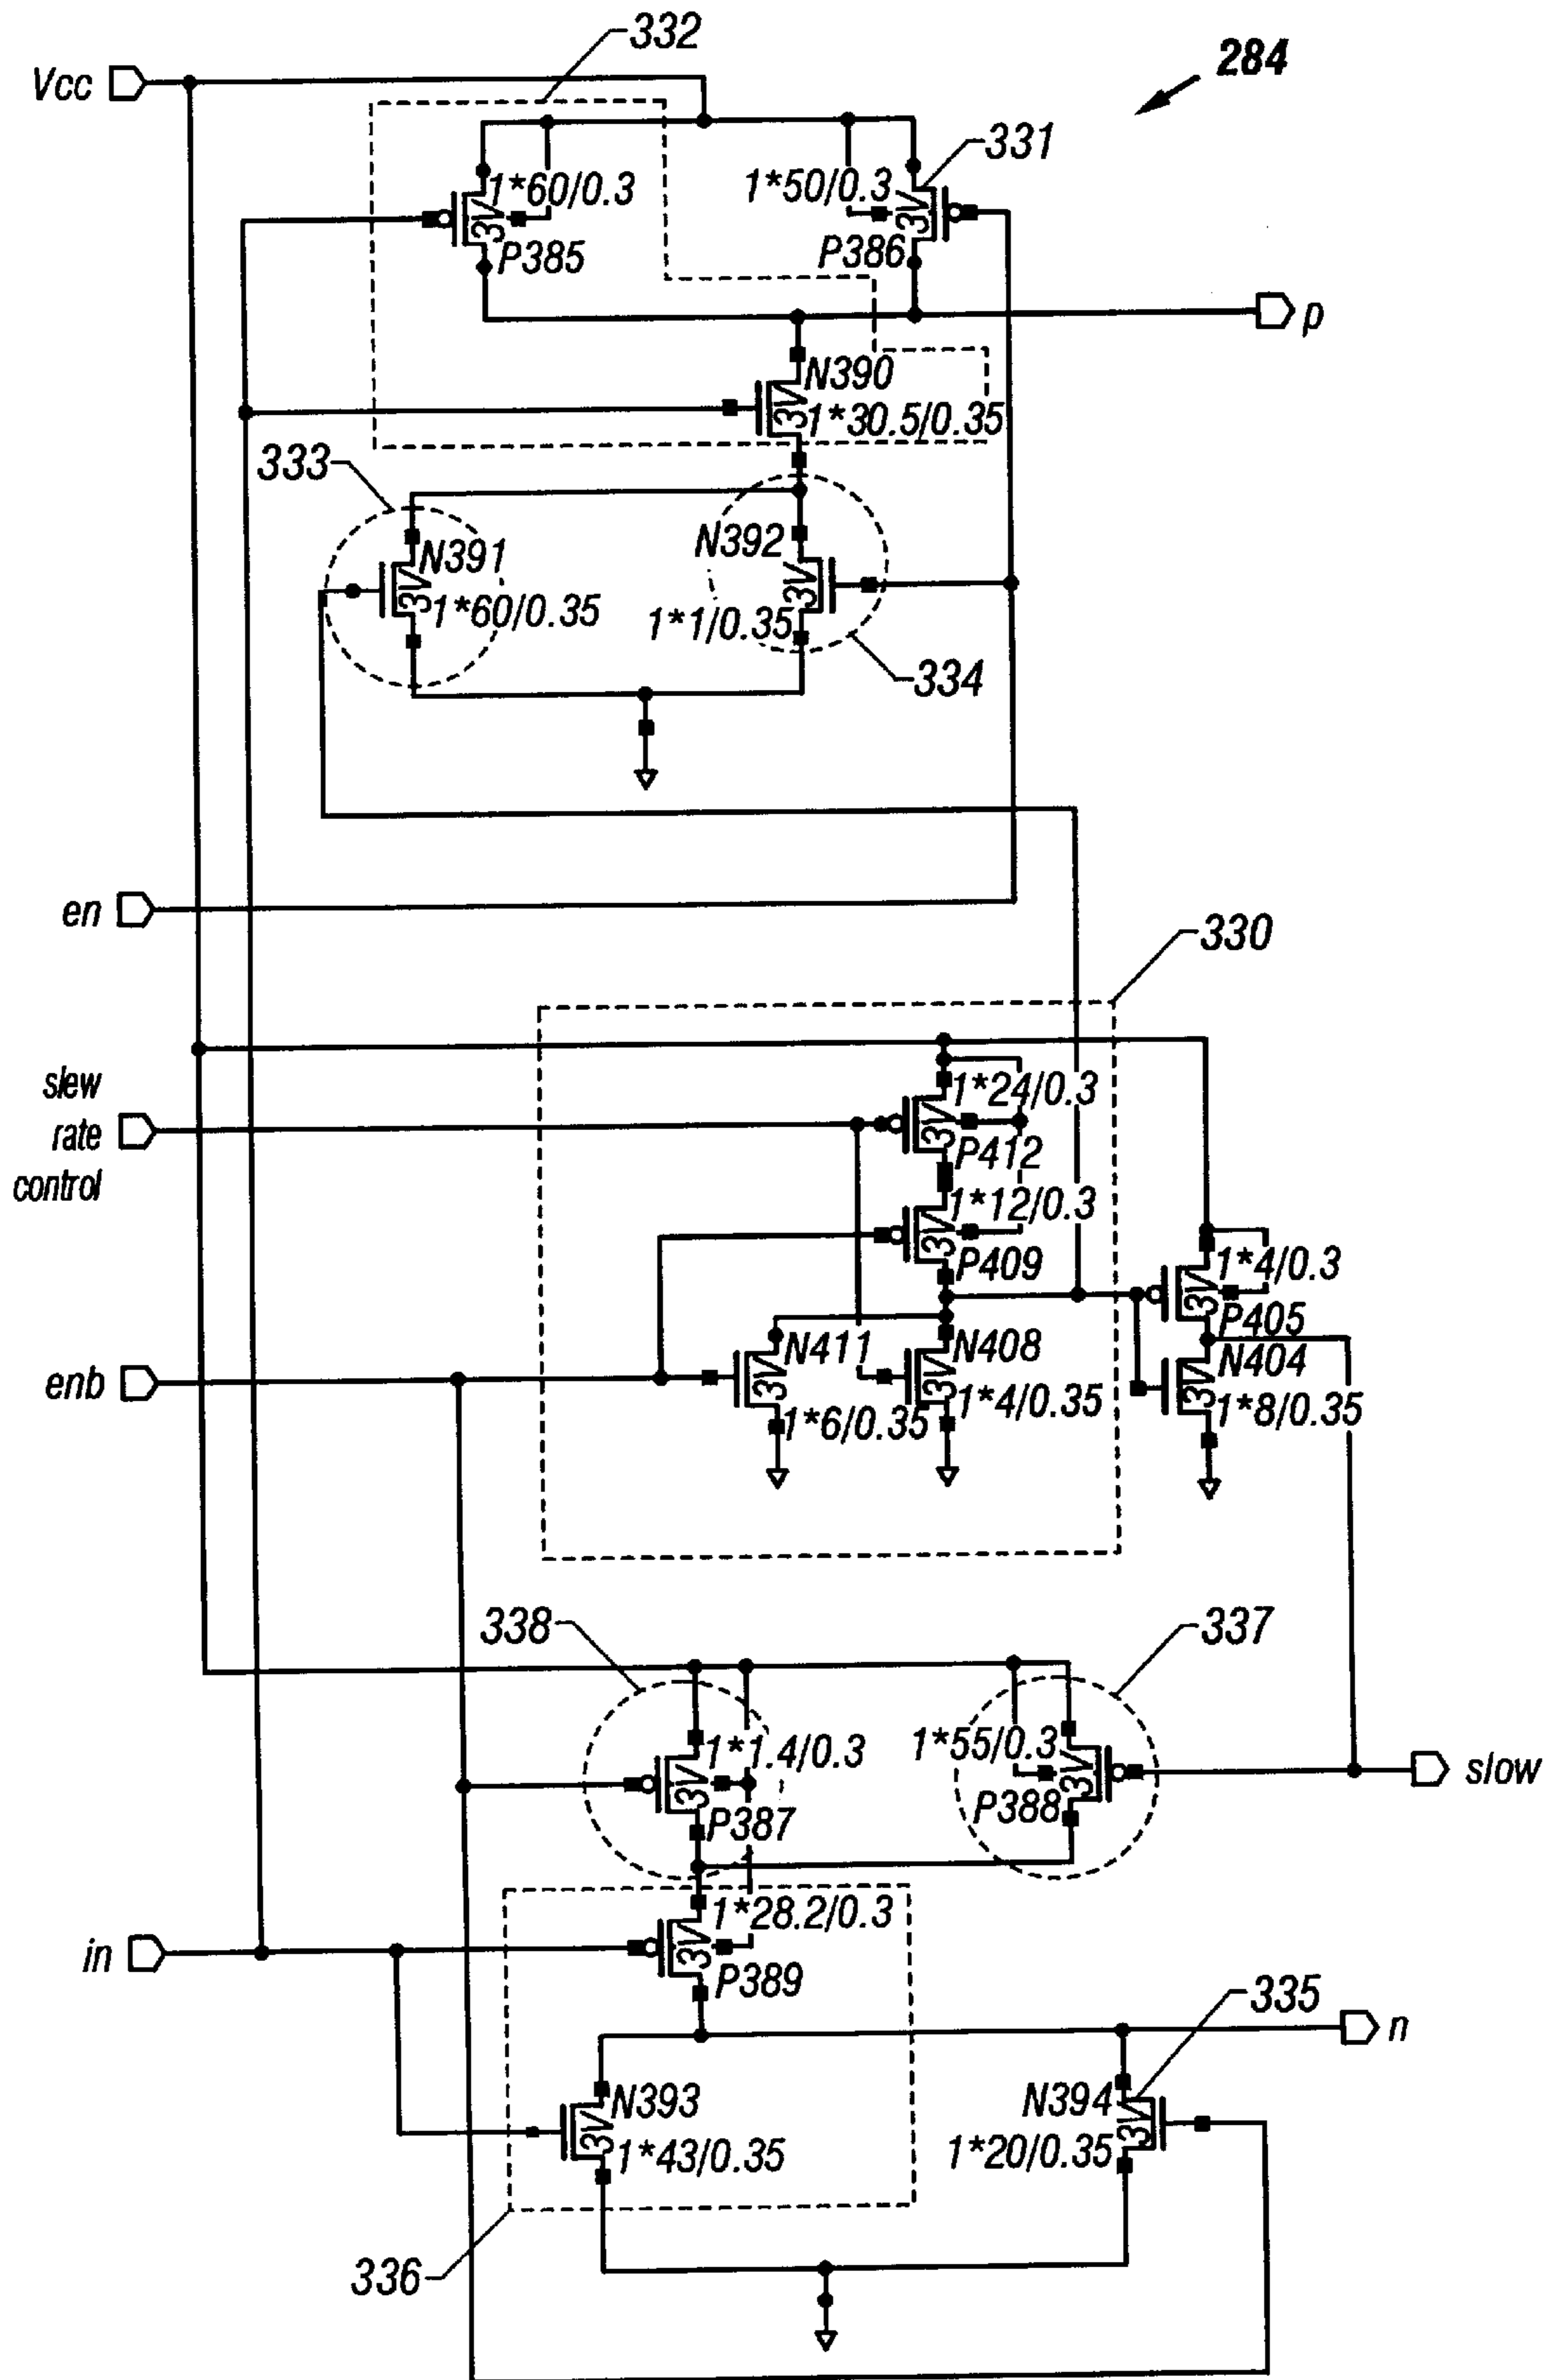 332
284
Vcc
331
1*60/0.3
3V
P385
1*50/0.3
3V
P386
p
N390
3V
1*30.5/0.35
333
N391
3V
1*60/0.35
N392
3V
1*1/0.35
334
en
330
slew
rate
control
1*24/0.3
3V
P412
1*12/0.3
3V
P409
1*4/0.3
3V
P405
N411
3V
1*6/0.35
N408
3V
1*4/0.35
N404
3V
1*8/0.35
enb
338
337
1*1.4/0.3
3V
P387
1*55/0.3
3V
P388
slow
1*28.2/0.3
3V
P389
in
335
n
N393
3V
1*43/0.35
N394
3V
1*20/0.35
336